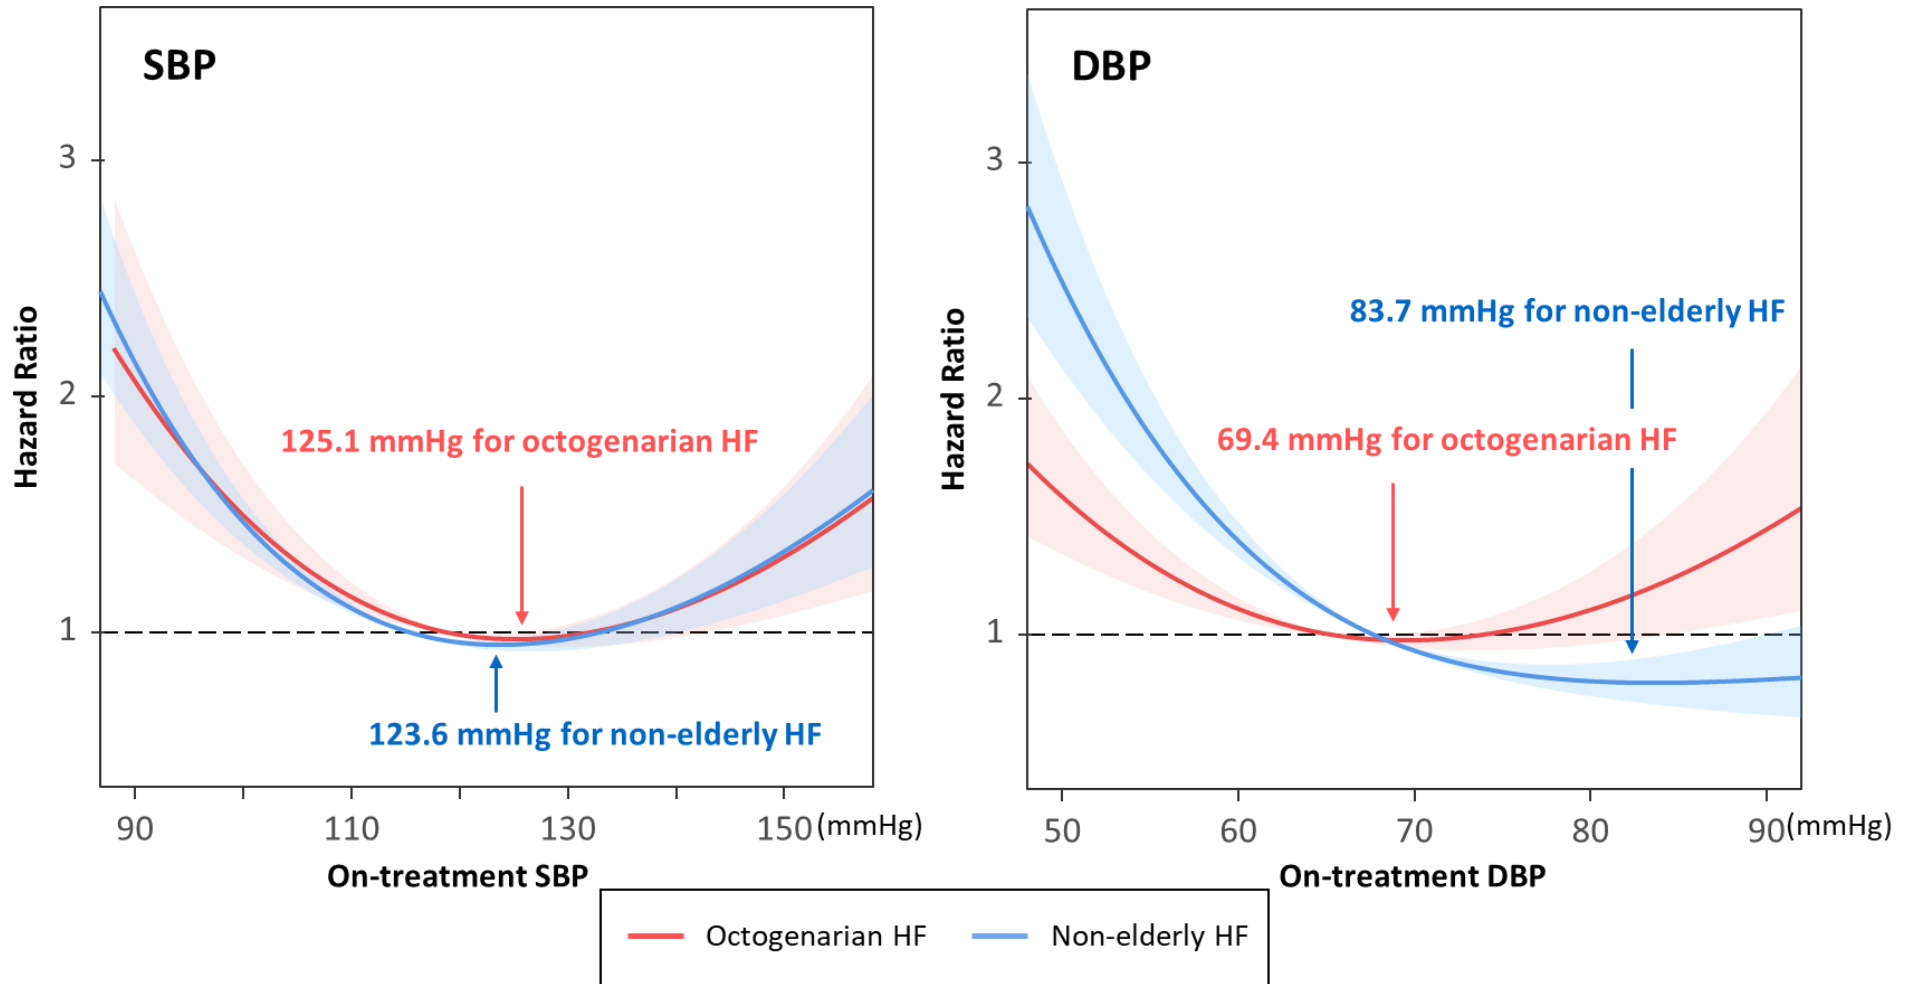 SBP
Hazard Ratio
3
2
1
125.1 mmHg for octogenarian HF
123.6 mmHg for non-elderly HF
90 110 130 150 (mmHg)
On-treatment SBP
DBP
Hazard Ratio
3
2
1
83.7 mmHg for non-elderly HF
69.4 mmHg for octogenarian HF
50 60 70 80 90 (mmHg)
On-treatment DBP
Octogenarian HF Non-elderly HF